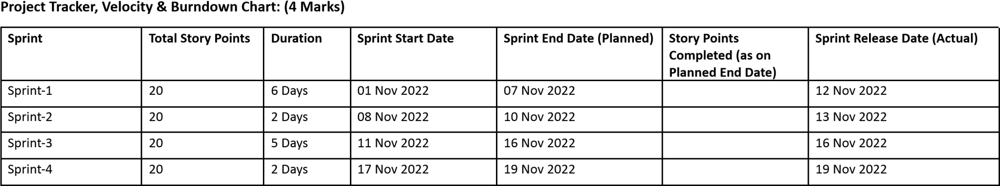 Project Tracker, Velocity & Burndown Chart: (4 Marks)
Sprint Total Story Points Duration Sprint Start Date Sprint End Date (Planned) Story Points Completed (as on Planned End Date) Sprint Release Date (Actual)
Sprint-1 20 6 Days 01 Nov 2022 07 Nov 2022 12 Nov 2022
Sprint-2 20 2 Days 08 Nov 2022 10 Nov 2022 13 Nov 2022
Sprint-3 20 5 Days 11 Nov 2022 16 Nov 2022 16 Nov 2022
Sprint-4 20 2 Days 17 Nov 2022 19 Nov 2022 19 Nov 2022